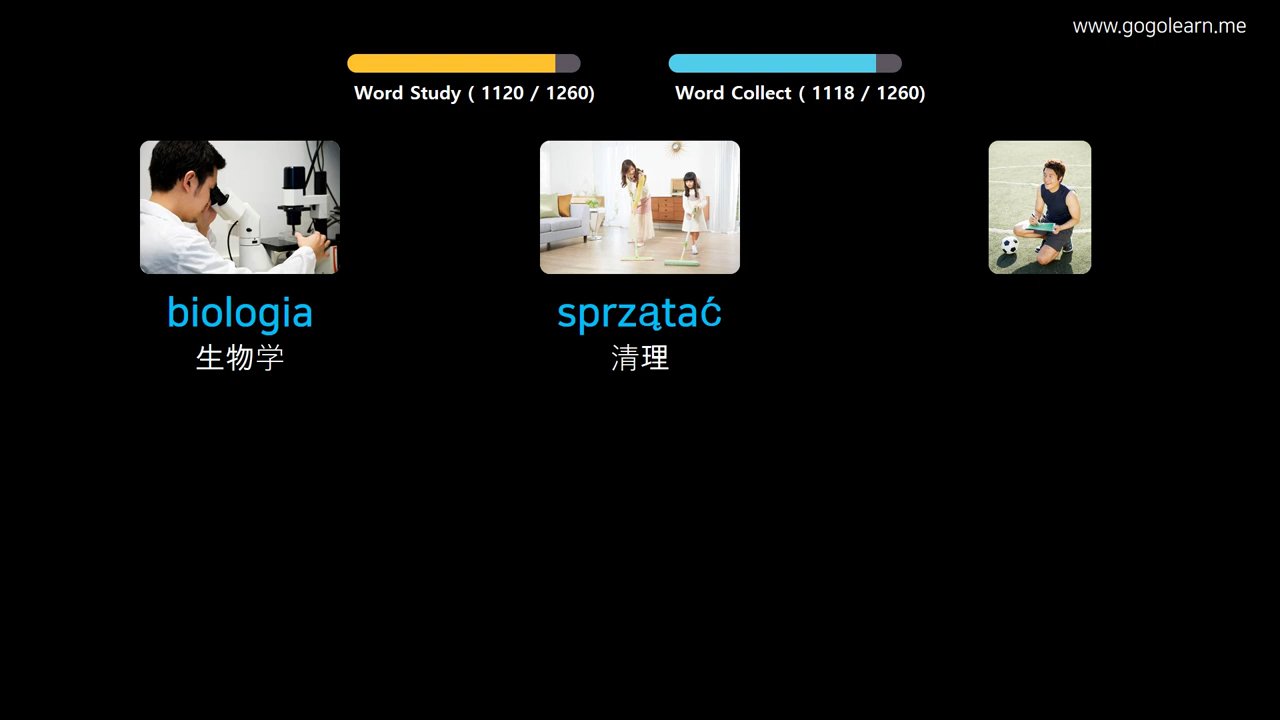 www.gogolearn.me
Word Study ( 1120 / 1260)
Word Collect ( 1118 / 1260)
biologia
生物学
sprzątać
清理